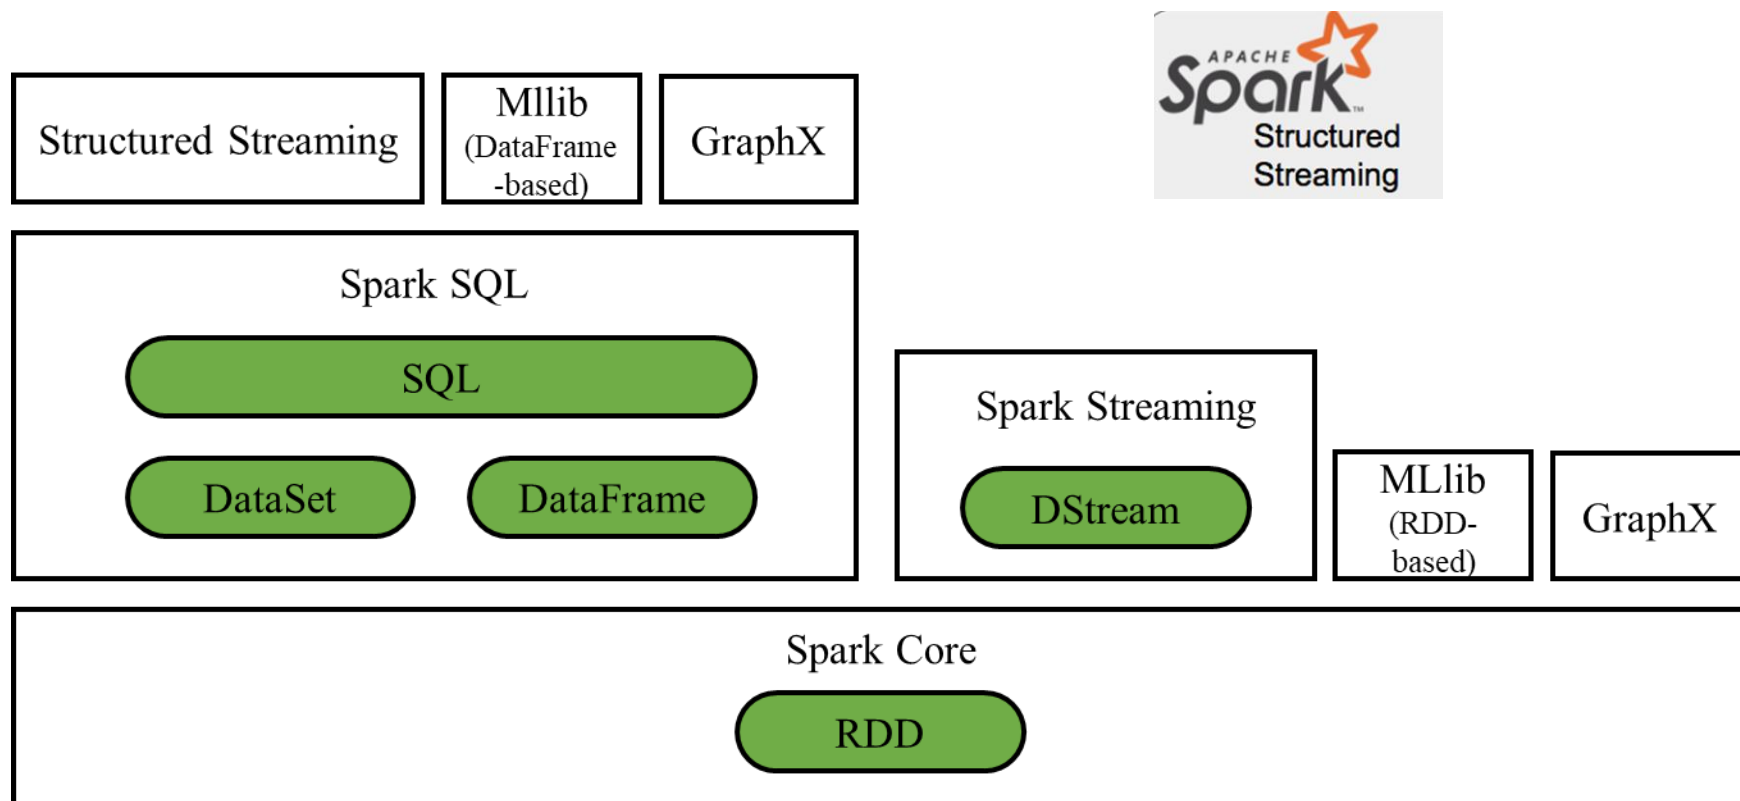 APACHE
Spark
TM
Structured
Streaming
Structured Streaming
Mllib
(DataFrame
-based)
GraphX
Spark SQL
SQL
DataSet
DataFrame
Spark Streaming
DStream
MLlib
(RDD-
based)
GraphX
Spark Core
RDD